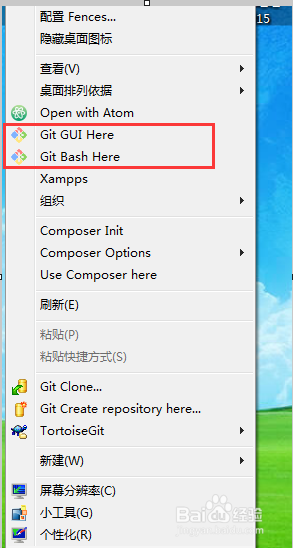 配置 Fences...
15
隐藏桌面图标
查看(V)
桌面排列依据
Open with Atom
Git GUI Here
Git Bash Here
Xampps
组织
Composer Init
Composer Options
Use Composer here
刷新(E)
粘贴(P)
粘贴快捷方式(S)
Git Clone...
Git Create repository here...
TortoiseGit
新建(W)
屏幕分辨率(C)
小工具(G)
个性化(R)
Baidu 经验